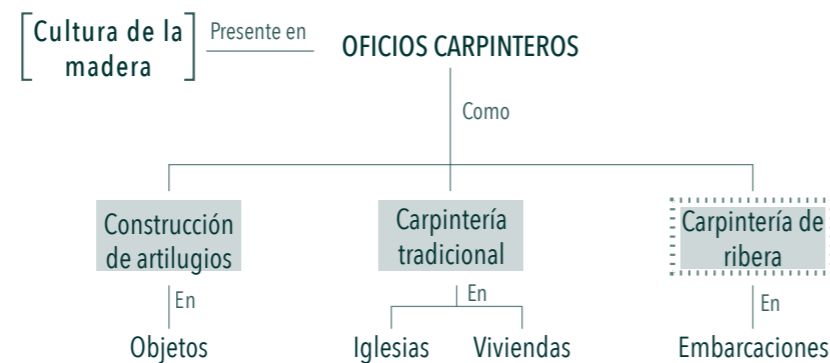 Cultura de la
madera
Presente en
OFICIOS CARPINTEROS
Como
Construcción
de artilugios
Carpintería
tradicional
Carpintería de
ribera
En
En
En
Objetos
Iglesias
Viviendas
Embarcaciones